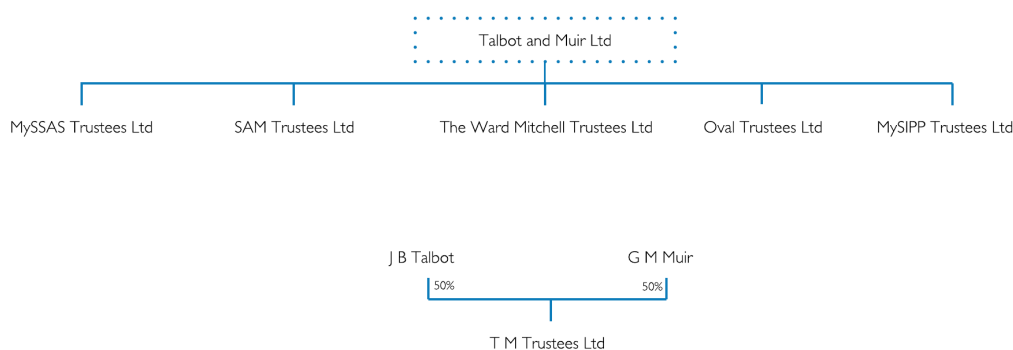 Talbot and Muir Ltd
MySSAS Trustees Ltd SAM Trustees Ltd The Ward Mitchell Trustees Ltd Oval Trustees Ltd MySIPP Trustees Ltd
J B Talbot G M Muir
50% 50%
T M Trustees Ltd